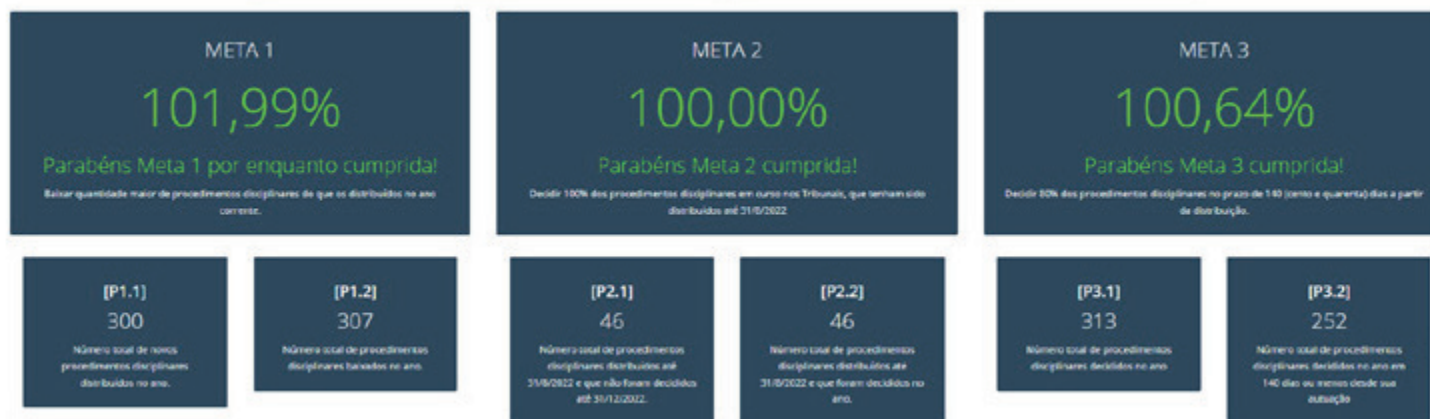 META 1
101,99%
Parabéns Meta 1 por enquanto cumprida!
Baixar quantidade maior de procedimentos disciplinares do que os distribuídos no ano
corrente.
META 2
100,00%
Parabéns Meta 2 cumprida!
Decidir 100% dos procedimentos disciplinares em curso nos Tribunais, que tenham sido
distribuídos até 31/8/2022
META 3
100,64%
Parabéns Meta 3 cumprida!
Decidir 80% dos procedimentos disciplinares no prazo de 140 (cento e quarenta) dias a partir
de distribuição.
[P1.1]
300
Número total de novos
procedimentos disciplinares
distribuídos no ano.
[P1.2]
307
Número total de procedimentos
disciplinares baixados no ano.
[P2.1]
46
Número total de procedimentos
disciplinares distribuídos até
31/8/2022 e que não foram decididos
até 31/12/2022.
[P2.2]
46
Número total de procedimentos
disciplinares distribuídos até
31/8/2022 e que foram decididos no
ano.
[P3.1]
313
Número total de procedimentos
disciplinares decididos no ano
[P3.2]
252
Número total de procedimentos
disciplinares decididos no ano em
140 dias ou menos desde sua
autuação